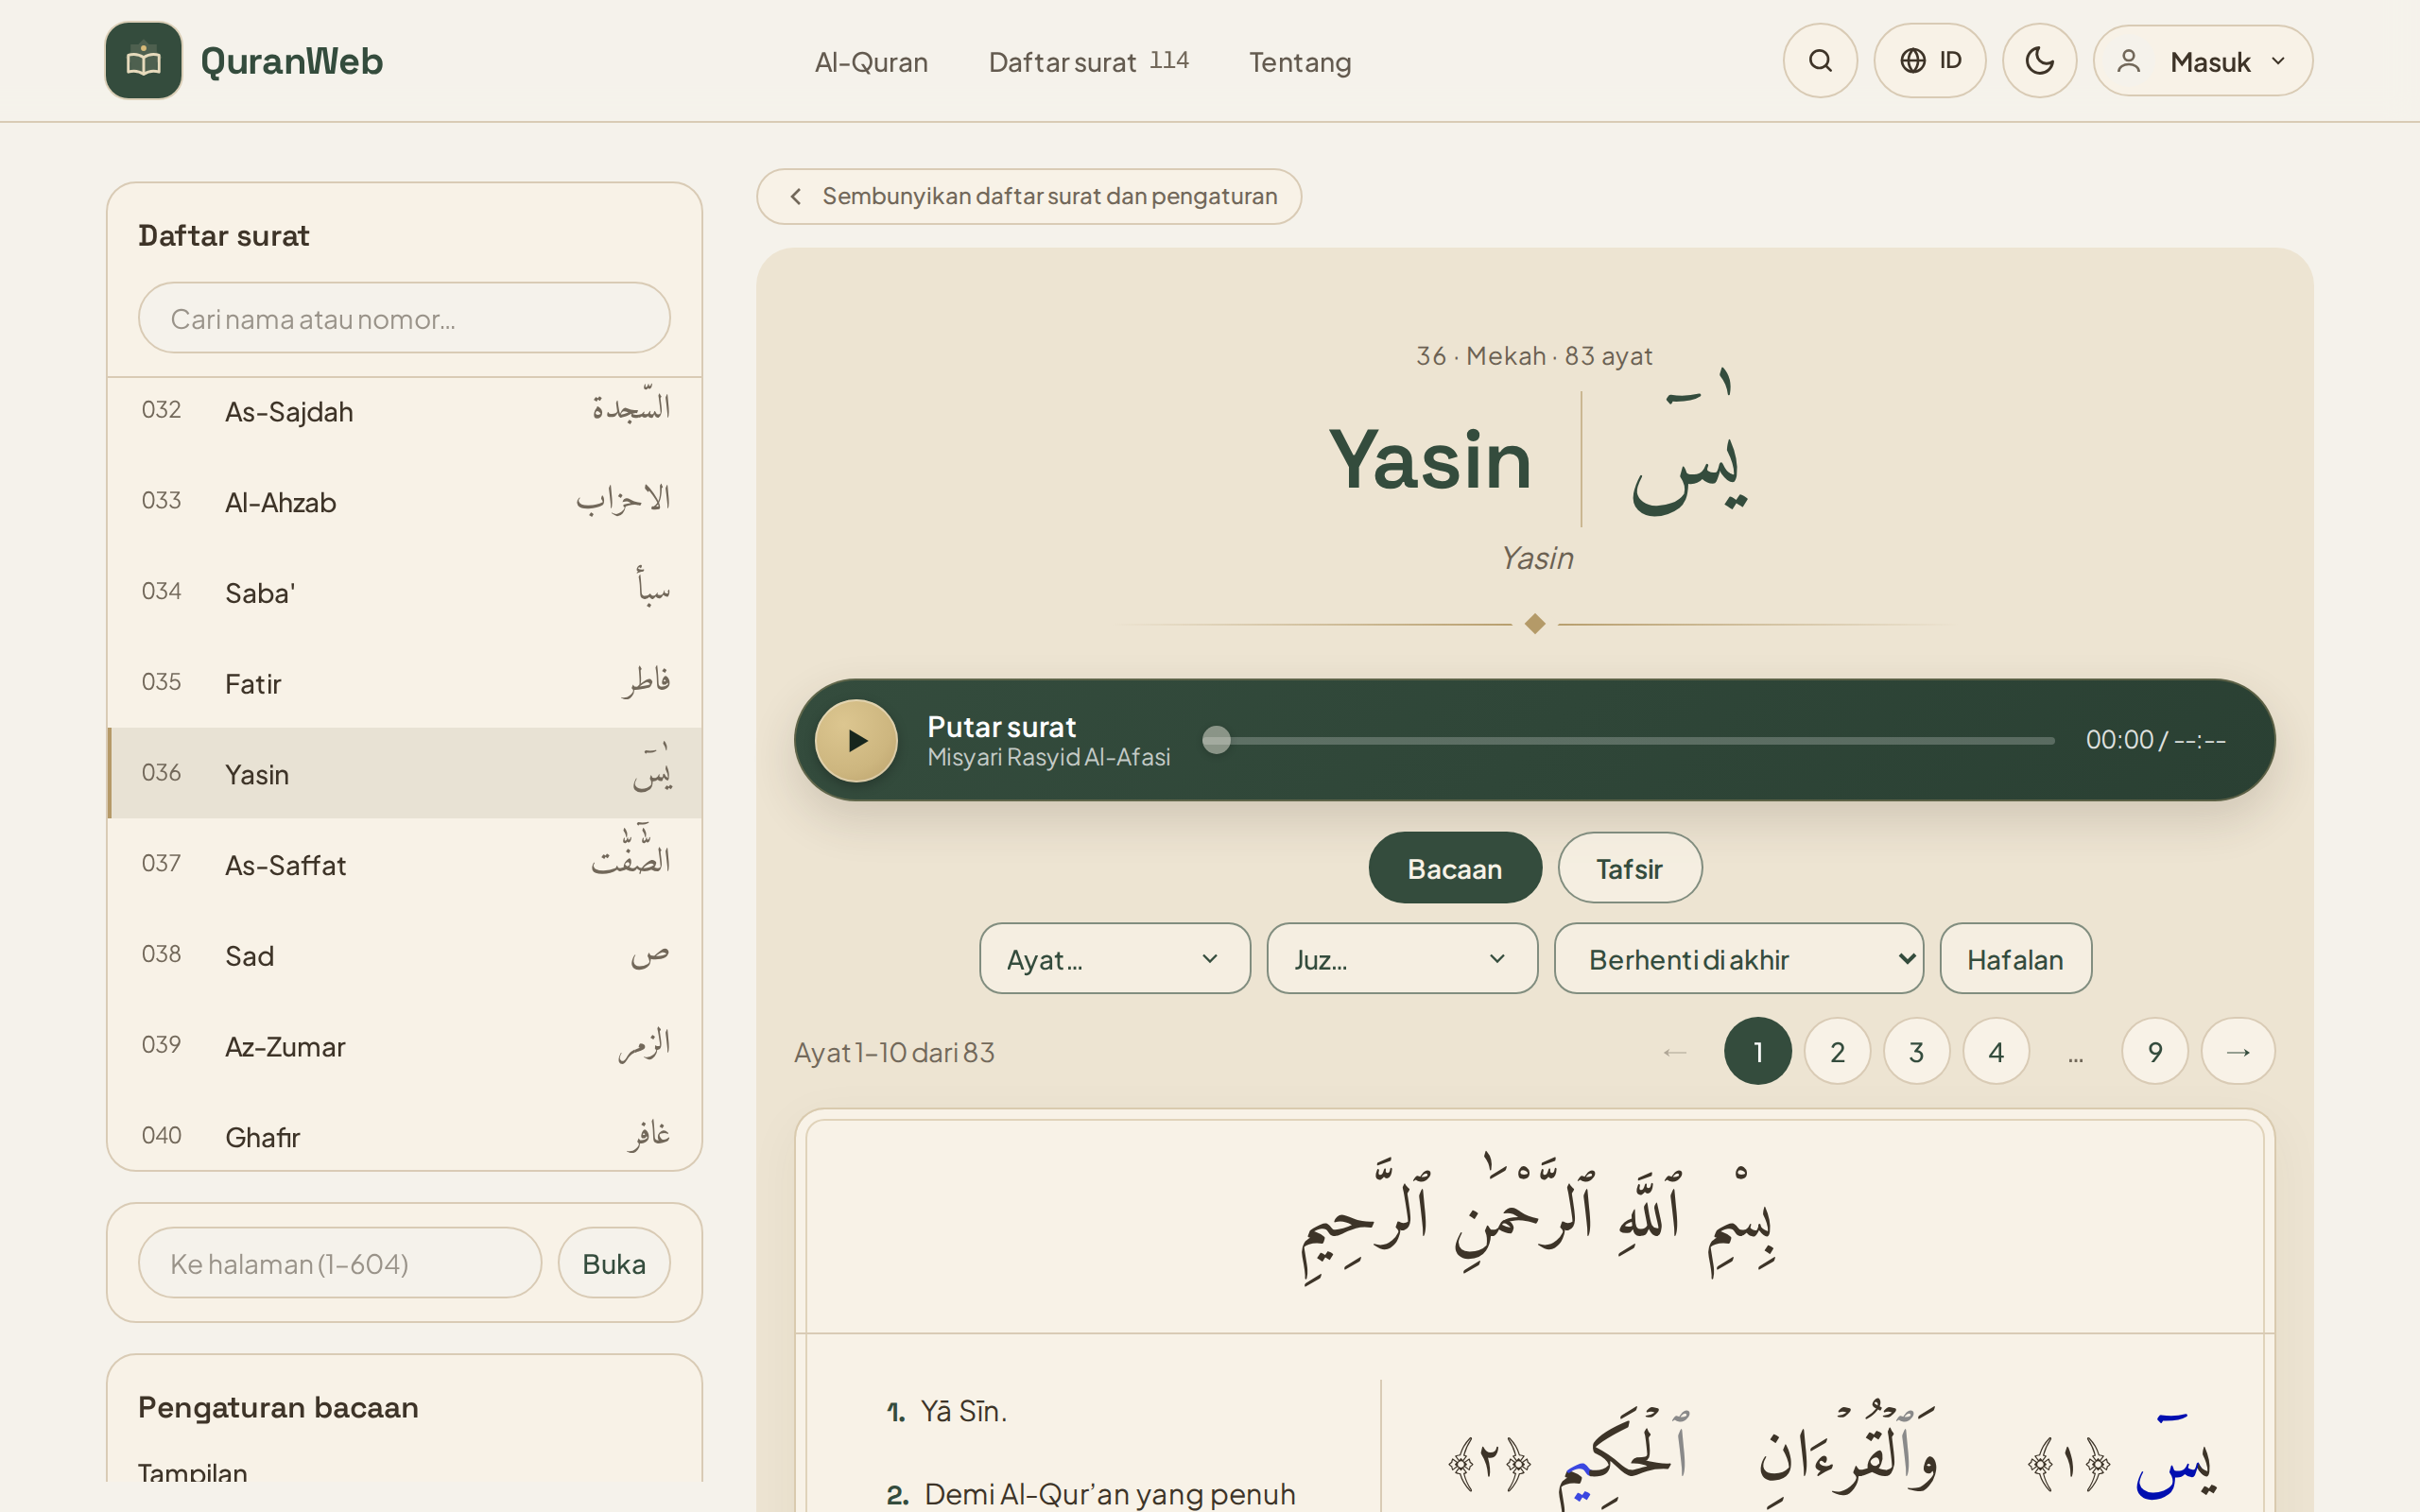 QuranWeb
Al-Quran
Daftar surat 114
Tentang
ID
Masuk
Daftar surat
Cari nama atau nomor...
032 As-Sajdah السّجدة
033 Al-Ahzab الاحزاب
034 Saba' سبأ
035 Fatir فاطر
036 Yasin يٰسۤ
037 As-Saffat الصّٰۤفّٰت
038 Sad ص
039 Az-Zumar الزمر
040 Ghafir غافر
Ke halaman (1–604)
Buka
Pengaturan bacaan
Tampilan
Sembunyikan daftar surat dan pengaturan
36 · Mekah · 83 ayat
Yasin يٰسۤ
Yasin
Putar surat
Misyari Rasyid Al-Afasi
00:00 / --:--
Bacaan
Tafsir
Ayat...
Juz...
Berhenti di akhir
Hafalan
Ayat 1–10 dari 83
← 1 2 3 4 … 9 →
بِسْمِ ٱللَّهِ ٱلرَّحْمَٰنِ ٱلرَّحِيمِ
1. Yā Sīn.
2. Demi Al-Qur’an yang penuh
يسٓ ﴿١﴾ وَٱلْقُرْءَانِ ٱلْحَكِيمِ ﴿٢﴾